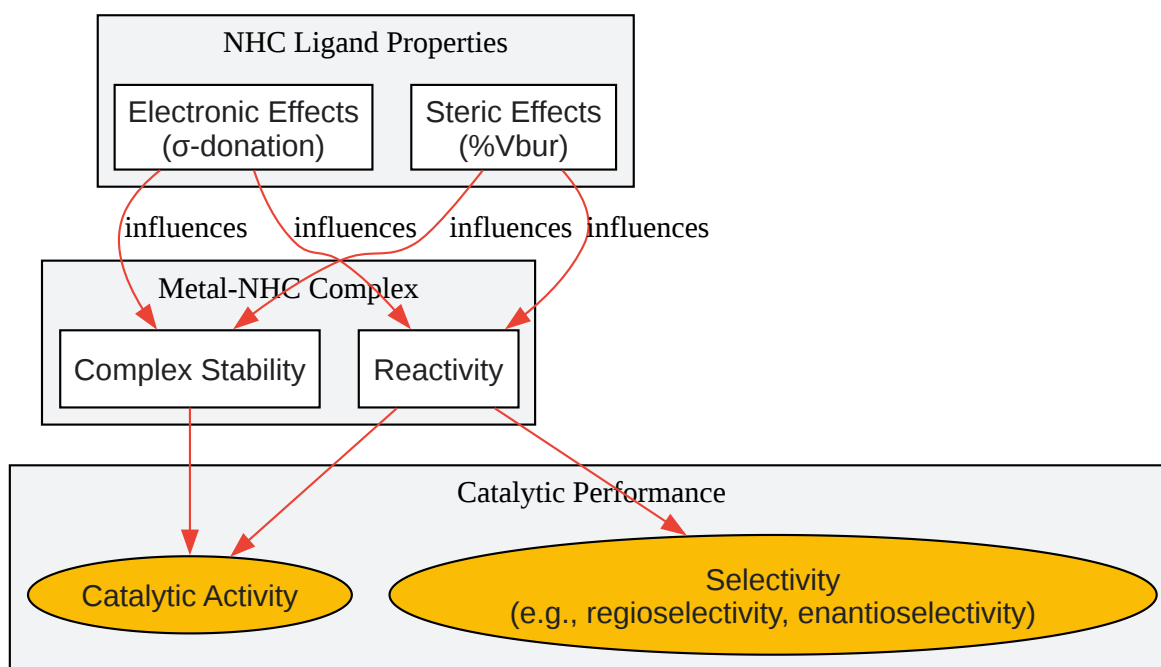 NHC Ligand Properties
Electronic Effects
(σ-donation)
Steric Effects
(%Vbur)
influences
influences
influences
influences
Metal-NHC Complex
Complex Stability
Reactivity
Catalytic Performance
Catalytic Activity
Selectivity
(e.g., regioselectivity, enantioselectivity)